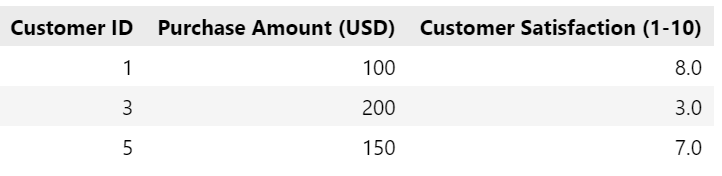 Customer ID Purchase Amount (USD) Customer Satisfaction (1-10)
1 100 8.0
3 200 3.0
5 150 7.0